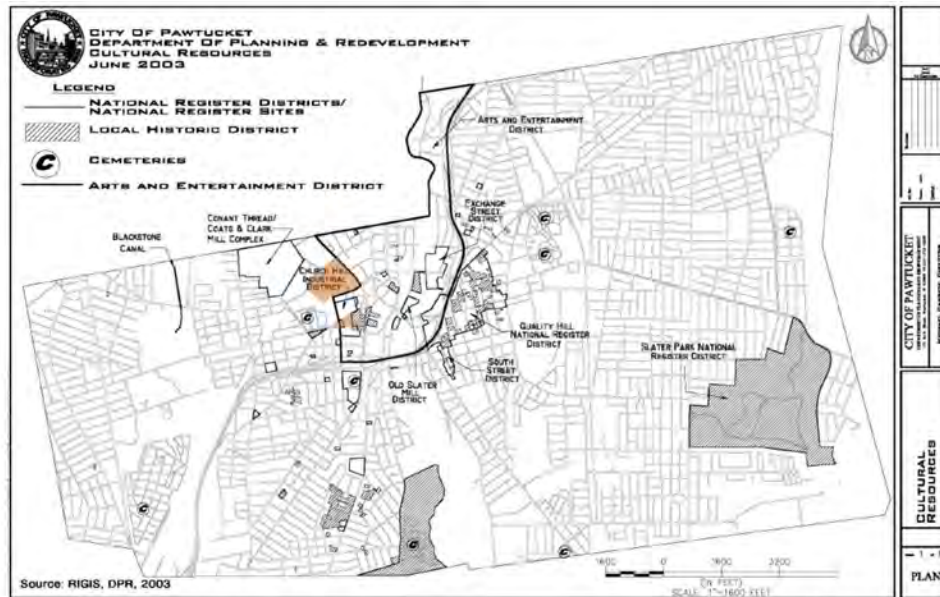 CITY OF PAWTUCKET
DEPARTMENT OF PLANNING & REDEVELOPMENT
CULTURAL RESOURCES
JUNE 2003
LEGEND
NATIONAL REGISTER DISTRICTS/
NATIONAL REGISTER SITES
LOCAL HISTORIC DISTRICT
C
CEMETERIES
ARTS AND ENTERTAINMENT DISTRICT
ARTS AND ENTERTAINMENT
DISTRICT
EXCHANGE
STREET
DISTRICT
CONANT THREAD/
COATS & CLARK
MILL COMPLEX
BLACKSTONE
CANAL
CHURCH HILL
INDUSTRIAL
DISTRICT
QUALITY HILL
NATIONAL REGISTER
DISTRICT
SOUTH
STREET
DISTRICT
OLD SLATER
MILL
DISTRICT
SLATER PARK NATIONAL
REGISTER DISTRICT
C
C
C
C
C
C
C
C
Source: RIGIS, DPR, 2003
1600
0
1600
3200
(IN FEET)
SCALE: 1"=1600 FEET
CITY OF PAWTUCKET
CULTURAL
RESOURCES
PLAN